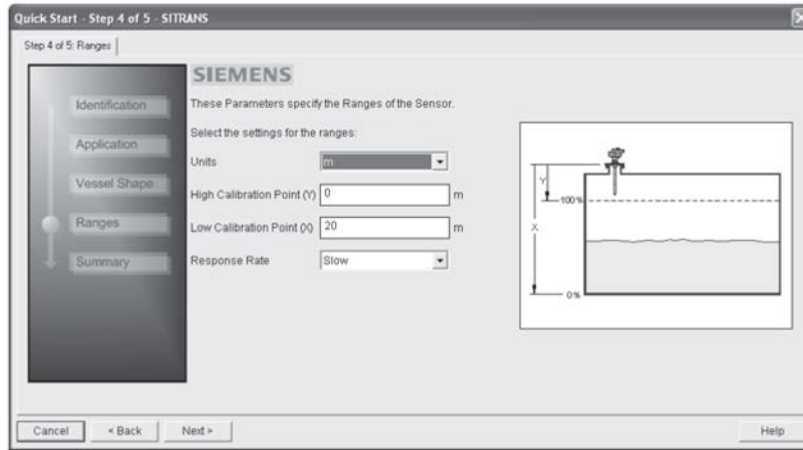 Quick Start - Step 4 of 5 - SITRANS
Step 4 of 5: Ranges
SIEMENS
Identification
Application
Vessel Shape
Ranges
Summary
These Parameters specify the Ranges of the Sensor.
Select the settings for the ranges:
Units m
High Calibration Point (Y) 0 m
Low Calibration Point (X) 20 m
Response Rate Slow
Y
100%
X
0%
Cancel
< Back
Next >
Help